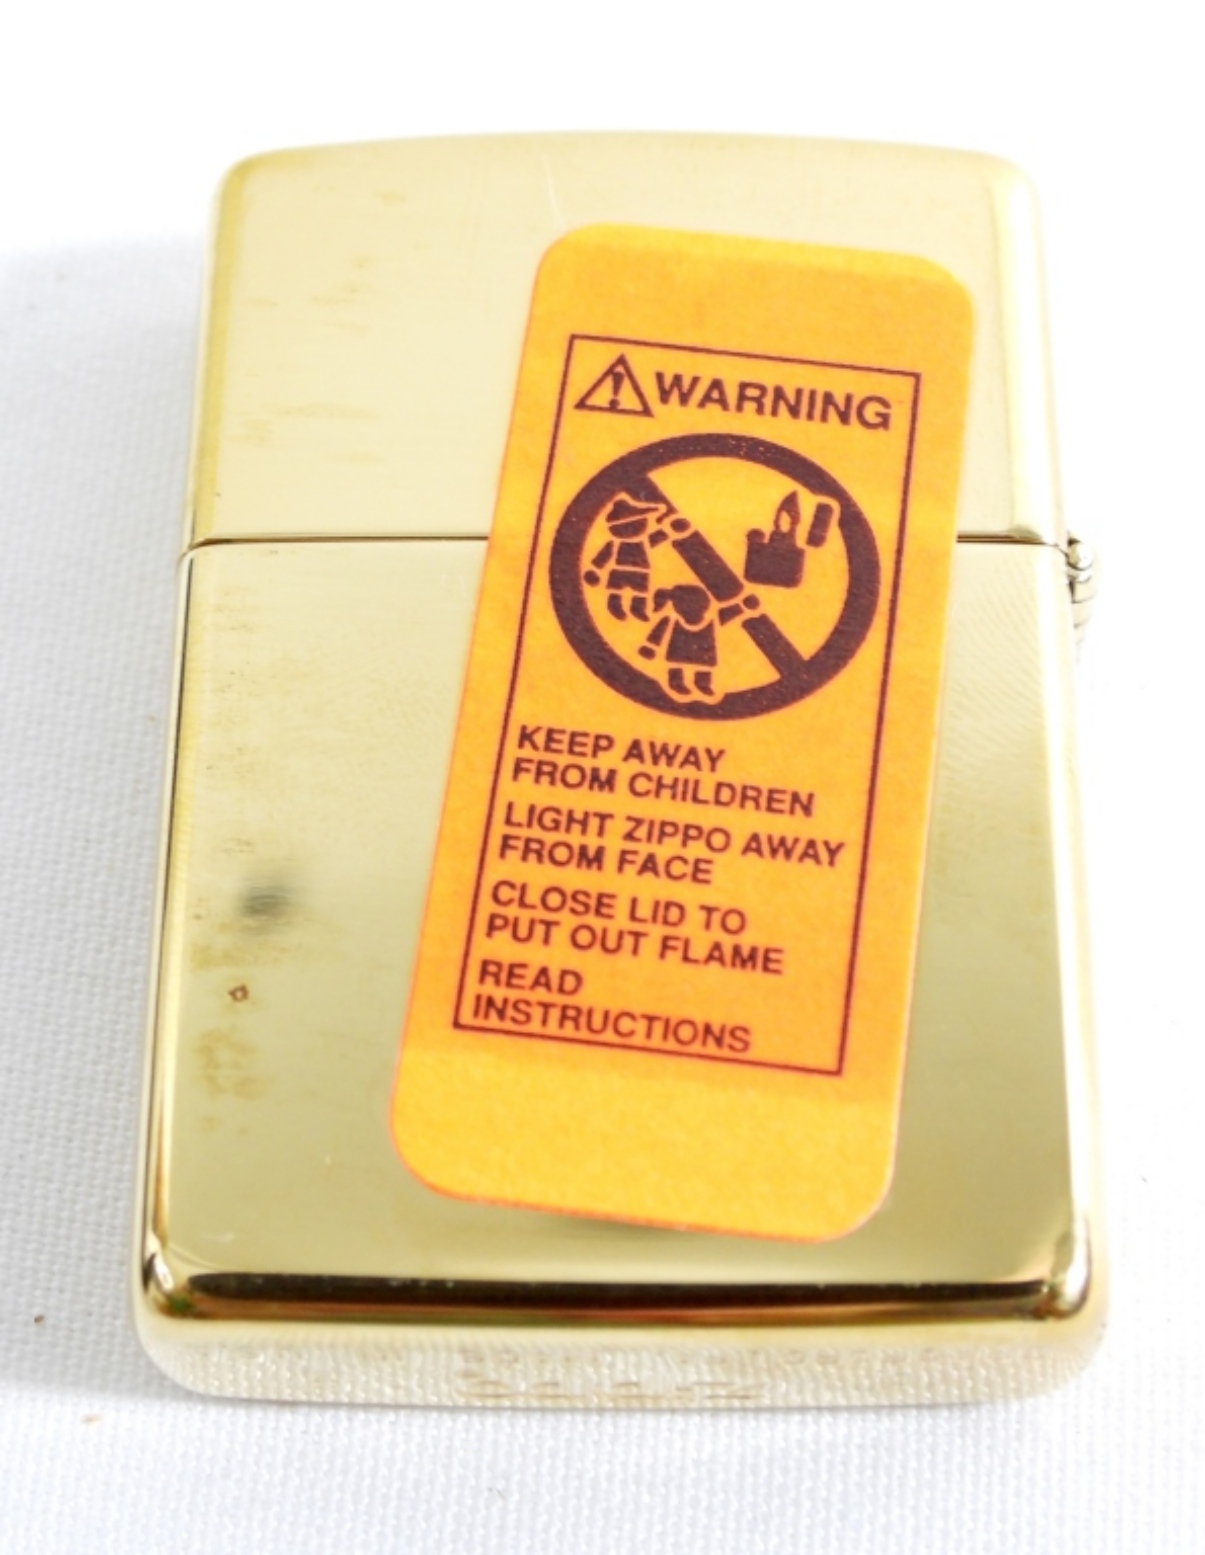 WARNING
KEEP AWAY
FROM CHILDREN
LIGHT ZIPPO AWAY
FROM FACE
CLOSE LID TO
PUT OUT FLAME
READ
INSTRUCTIONS